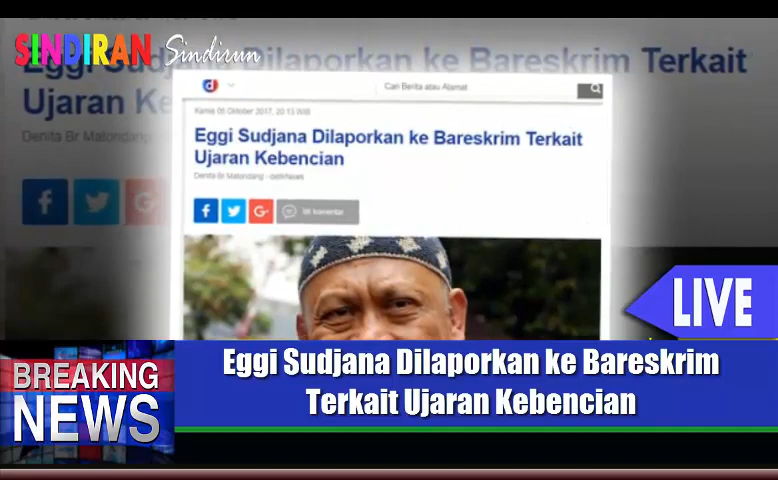 SINDIRAN Sindirun
Eggi Sudjana Dilaporkan ke Bareskrim Terkait
Ujaran Ke
Cari Berita atau Alamat
Kamis 05 Oktober 2017, 20:13 WIB
Eggi Sudjana Dilaporkan ke Bareskrim Terkait
Ujaran Kebencian
Denita Br Matondang - detikNews
komentar
LIVE
BREAKING
NEWS
Eggi Sudjana Dilaporkan ke Bareskrim
Terkait Ujaran Kebencian